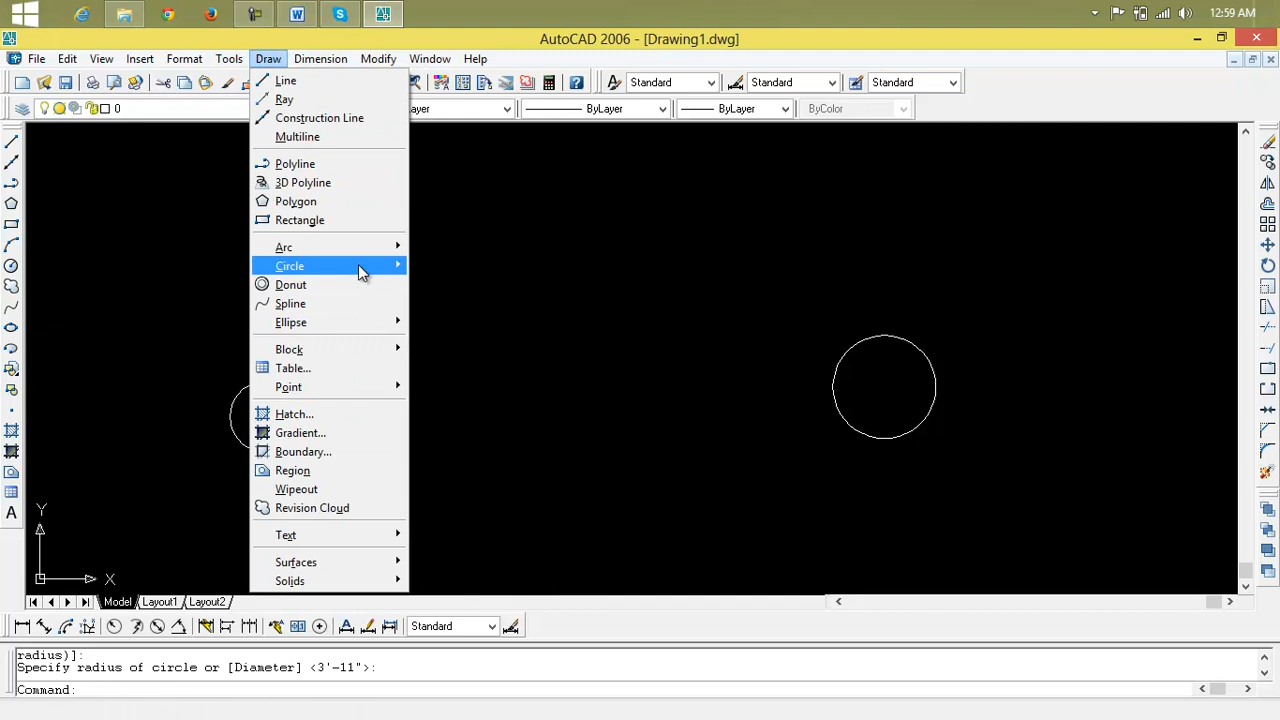 12:59 AM
AutoCAD 2006 - [Drawing1.dwg]
File Edit View Insert Format Tools Draw Dimension Modify Window Help
Standard Standard Standard
0 Layer ByLayer ByLayer ByColor
Line
Ray
Construction Line
Multiline
Polyline
3D Polyline
Polygon
Rectangle
Arc
Circle
Donut
Spline
Ellipse
Block
Table...
Point
Hatch...
Gradient...
Boundary...
Region
Wipeout
Revision Cloud
Text
Surfaces
Solids
A
Y
X
Model Layout1 Layout2
Standard
radius)]:
Specify radius of circle or [Diameter] <3'-11">:
Command: